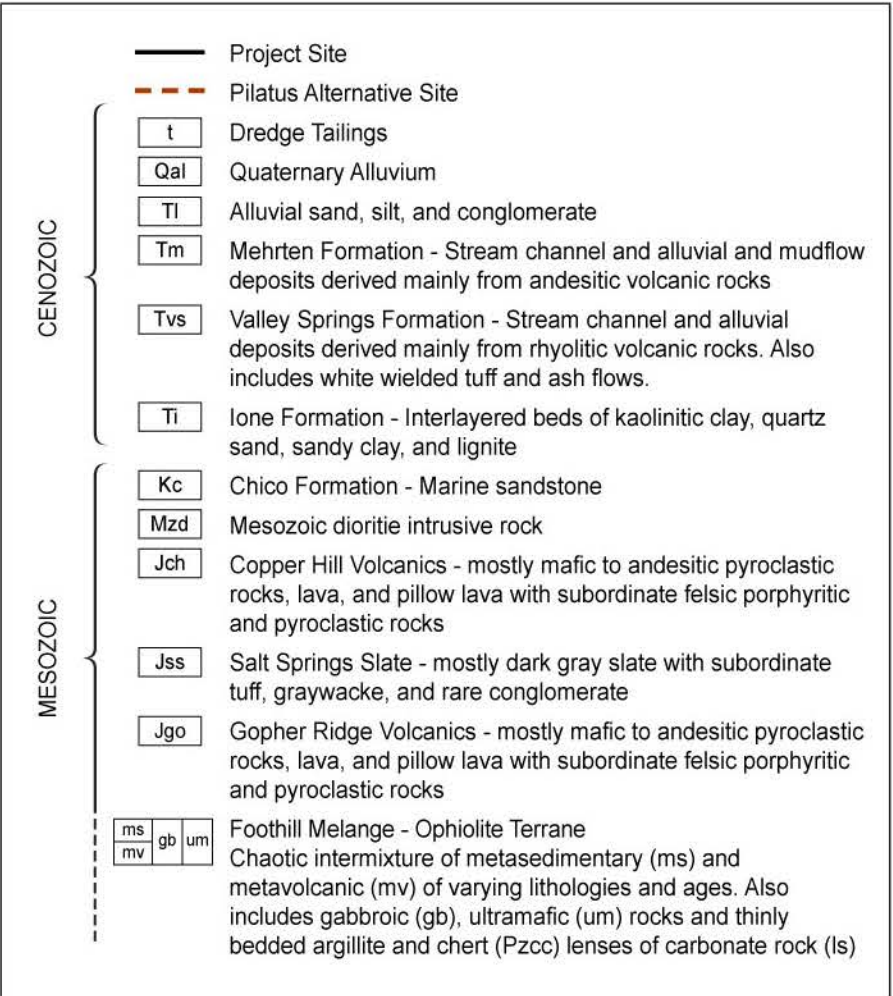 Project Site
Pilatus Alternative Site
CENOZOIC
t Dredge Tailings
Qal Quaternary Alluvium
Tl Alluvial sand, silt, and conglomerate
Tm Mehrten Formation - Stream channel and alluvial and mudflow
deposits derived mainly from andesitic volcanic rocks
Tvs Valley Springs Formation - Stream channel and alluvial
deposits derived mainly from rhyolitic volcanic rocks. Also
includes white wielded tuff and ash flows.
Ti Ione Formation - Interlayered beds of kaolinitic clay, quartz
sand, sandy clay, and lignite
MESOZOIC
Kc Chico Formation - Marine sandstone
Mzd Mesozoic dioritie intrusive rock
Jch Copper Hill Volcanics - mostly mafic to andesitic pyroclastic
rocks, lava, and pillow lava with subordinate felsic porphyritic
and pyroclastic rocks
Jss Salt Springs Slate - mostly dark gray slate with subordinate
tuff, graywacke, and rare conglomerate
Jgo Gopher Ridge Volcanics - mostly mafic to andesitic pyroclastic
rocks, lava, and pillow lava with subordinate felsic porphyritic
and pyroclastic rocks
ms mv gb um Foothill Melange - Ophiolite Terrane
Chaotic intermixture of metasedimentary (ms) and
metavolcanic (mv) of varying lithologies and ages. Also
includes gabbroic (gb), ultramafic (um) rocks and thinly
bedded argillite and chert (Pzcc) lenses of carbonate rock (ls)